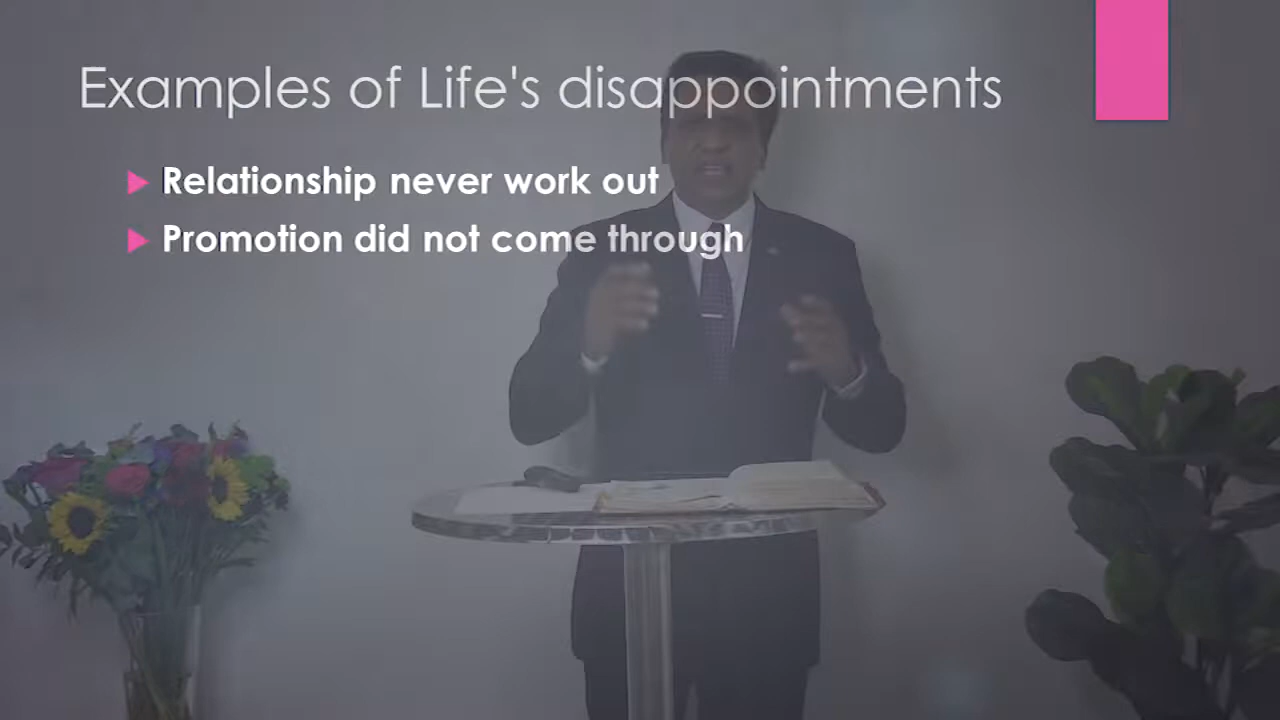 Examples of Life's disappointments
Relationship never work out
Promotion did not come through